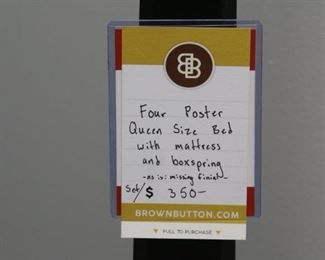 BB
Four Poster
Queen Size Bed
with mattress
and boxspring
-as is: missing finial-
Set/$ 350-
BROWNBUTTON.COM
▼ PULL TO PURCHASE ▼